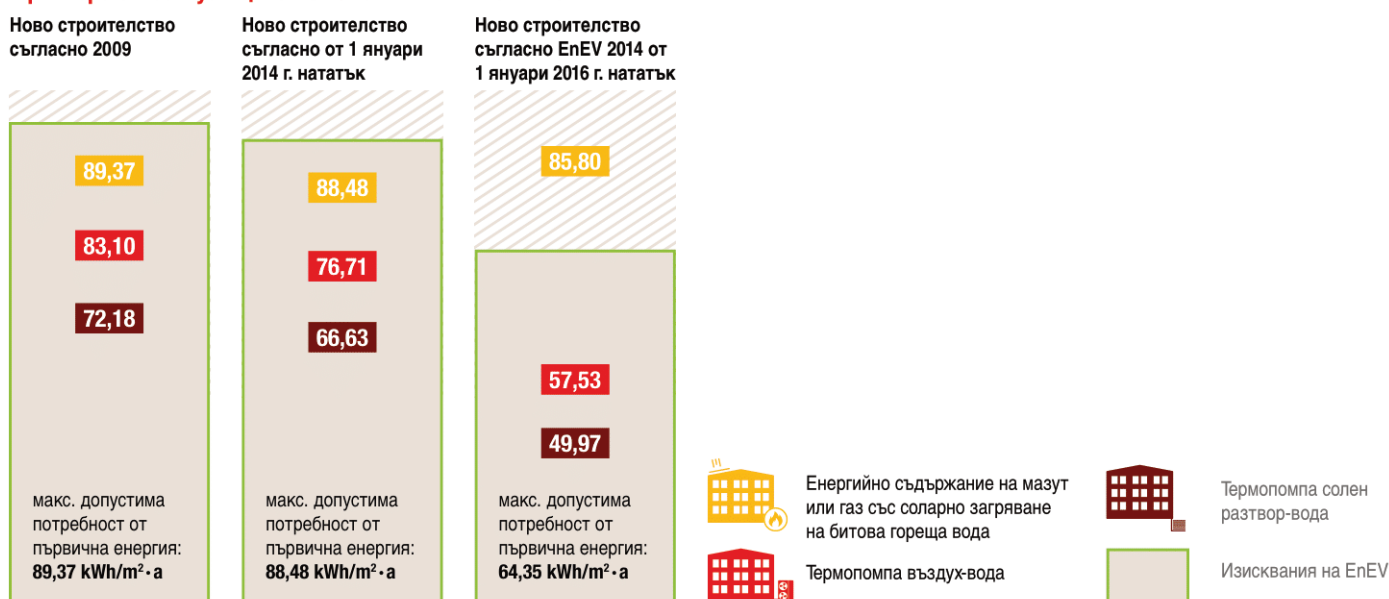 Ново строителство
съгласно 2009
Ново строителство
съгласно от 1 януари
2014 г. нататък
Ново строителство
съгласно EnEV 2014 от
1 януари 2016 г. нататък
89,37
83,10
72,18
макс. допустима
потребност от
първична енергия:
89,37 kWh/m²·a
88,48
76,71
66,63
макс. допустима
потребност от
първична енергия:
88,48 kWh/m²·a
85,80
57,53
49,97
макс. допустима
потребност от
първична енергия:
64,35 kWh/m²·a
Енергийно съдържание на мазут
или газ със соларно загряване
на битова гореща вода
Термопомпа въздух-вода
Термопомпа солен
разтвор-вода
Изисквания на EnEV